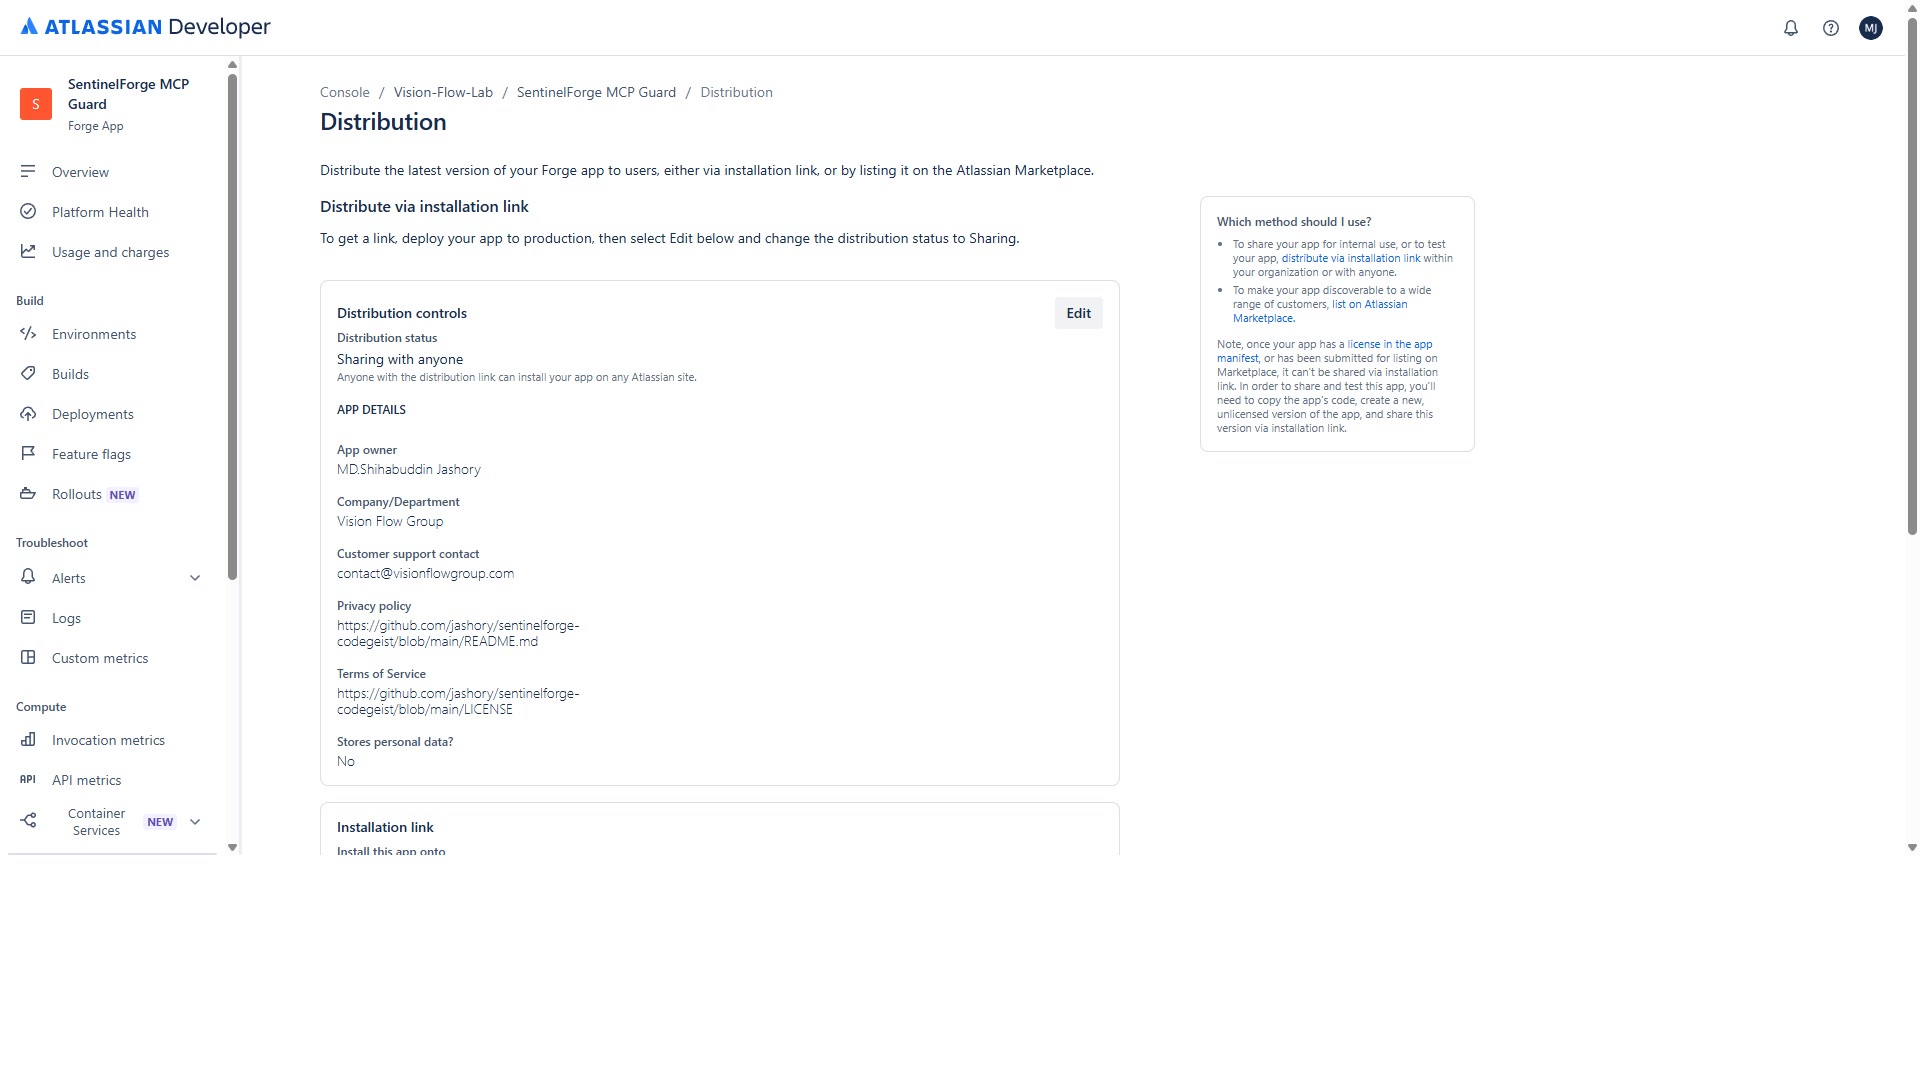 ATLASSIAN Developer
MJ
S
SentinelForge MCP
Guard
Forge App
Overview
Platform Health
Usage and charges
Build
Environments
Builds
Deployments
Feature flags
Rollouts NEW
Troubleshoot
Alerts
Logs
Custom metrics
Compute
Invocation metrics
API API metrics
Container
Services
NEW
Console / Vision-Flow-Lab / SentinelForge MCP Guard / Distribution
Distribution
Distribute the latest version of your Forge app to users, either via installation link, or by listing it on the Atlassian Marketplace.
Distribute via installation link
To get a link, deploy your app to production, then select Edit below and change the distribution status to Sharing.
Distribution controls
Edit
Distribution status
Sharing with anyone
Anyone with the distribution link can install your app on any Atlassian site.
APP DETAILS
App owner
MD.Shihabuddin Jashory
Company/Department
Vision Flow Group
Customer support contact
contact@visionflowgroup.com
Privacy policy
https://github.com/jashory/sentinelforge-
codegeist/blob/main/README.md
Terms of Service
https://github.com/jashory/sentinelforge-
codegeist/blob/main/LICENSE
Stores personal data?
No
Installation link
Install this app onto
Which method should I use?
• To share your app for internal use, or to test
your app, distribute via installation link within
your organization or with anyone.
• To make your app discoverable to a wide
range of customers, list on Atlassian
Marketplace.
Note, once your app has a license in the app
manifest, or has been submitted for listing on
Marketplace, it can't be shared via installation
link. In order to share and test this app, you'll
need to copy the app's code, create a new,
unlicensed version of the app, and share this
version via installation link.